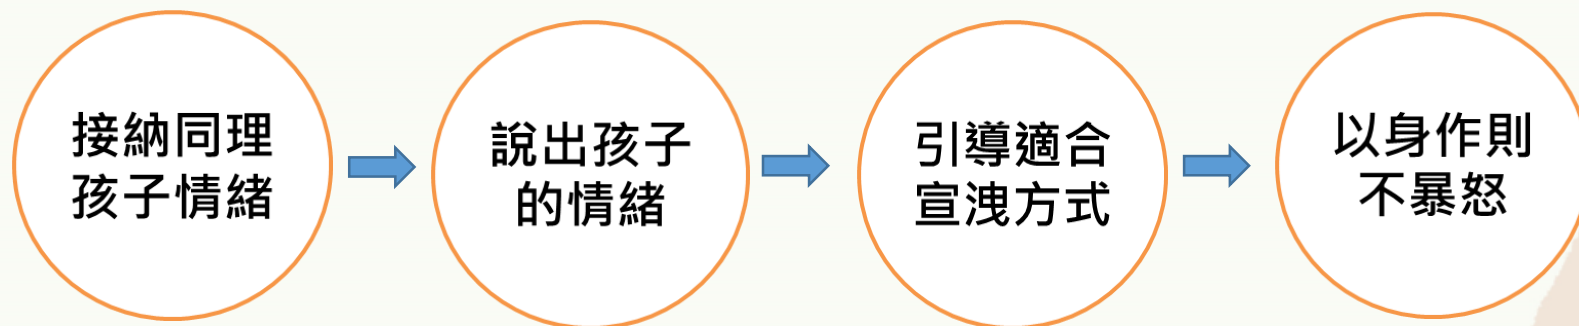 接納同理
孩子情緒
說出孩子
的情緒
引導適合
宣洩方式
以身作則
不暴怒